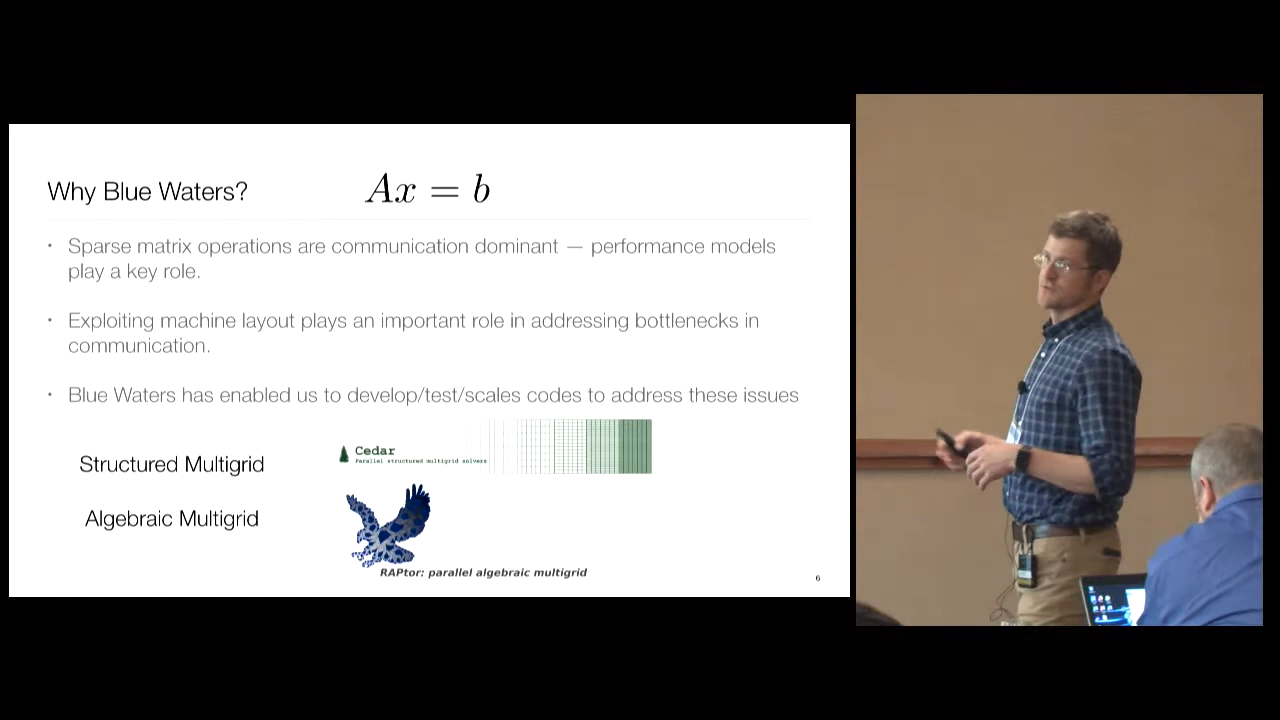 Why Blue Waters?
Ax = b
• Sparse matrix operations are communication dominant — performance models
play a key role.
• Exploiting machine layout plays an important role in addressing bottlenecks in
communication.
• Blue Waters has enabled us to develop/test/scales codes to address these issues
Structured Multigrid
Cedar
Parallel structured multigrid solvers
Algebraic Multigrid
RAPtor: parallel algebraic multigrid
6